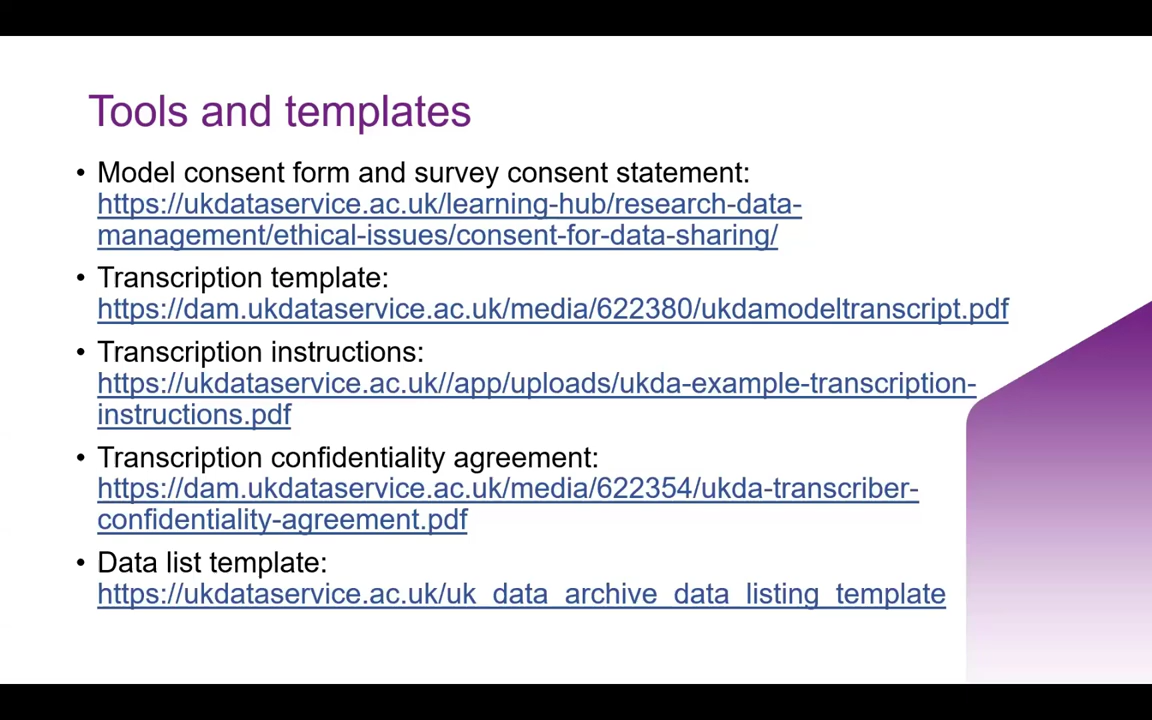 Tools and templates
• Model consent form and survey consent statement:
https://ukdataservice.ac.uk/learning-hub/research-data-
management/ethical-issues/consent-for-data-sharing/
• Transcription template:
https://dam.ukdataservice.ac.uk/media/622380/ukdamodeltranscript.pdf
• Transcription instructions:
https://ukdataservice.ac.uk//app/uploads/ukda-example-transcription-
instructions.pdf
• Transcription confidentiality agreement:
https://dam.ukdataservice.ac.uk/media/622354/ukda-transcriber-
confidentiality-agreement.pdf
• Data list template:
https://ukdataservice.ac.uk/uk_data_archive_data_listing_template